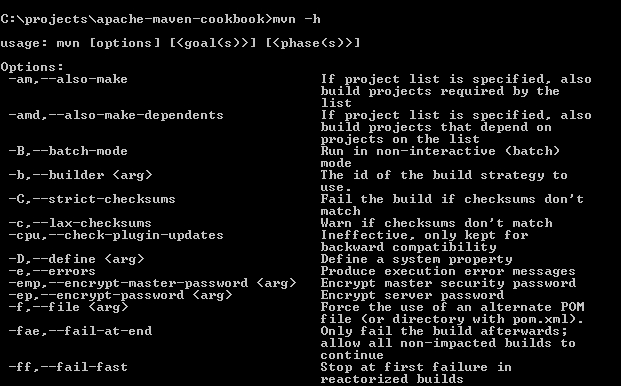 C:\projects\apache-maven-cookbook>mvn -h
usage: mvn [options] [<goal(s)>] [<phase(s)>]
Options:
-am,--also-make                        If project list is specified, also
                                       build projects required by the
                                       list
-amd,--also-make-dependents            If project list is specified, also
                                       build projects that depend on
                                       projects on the list
-B,--batch-mode                        Run in non-interactive (batch)
                                       mode
-b,--builder <arg>                     The id of the build strategy to
                                       use.
-C,--strict-checksums                  Fail the build if checksums don't
                                       match
-c,--lax-checksums                     Warn if checksums don't match
-cpu,--check-plugin-updates            Ineffective, only kept for
                                       backward compatibility
-D,--define <arg>                      Define a system property
-e,--errors                            Produce execution error messages
-emp,--encrypt-master-password <arg>   Encrypt master security password
-ep,--encrypt-password <arg>           Encrypt server password
-f,--file <arg>                        Force the use of an alternate POM
                                       file (or directory with pom.xml).
-fae,--fail-at-end                     Only fail the build afterwards;
                                       allow all non-impacted builds to
                                       continue
-ff,--fail-fast                        Stop at first failure in
                                       reactorized builds